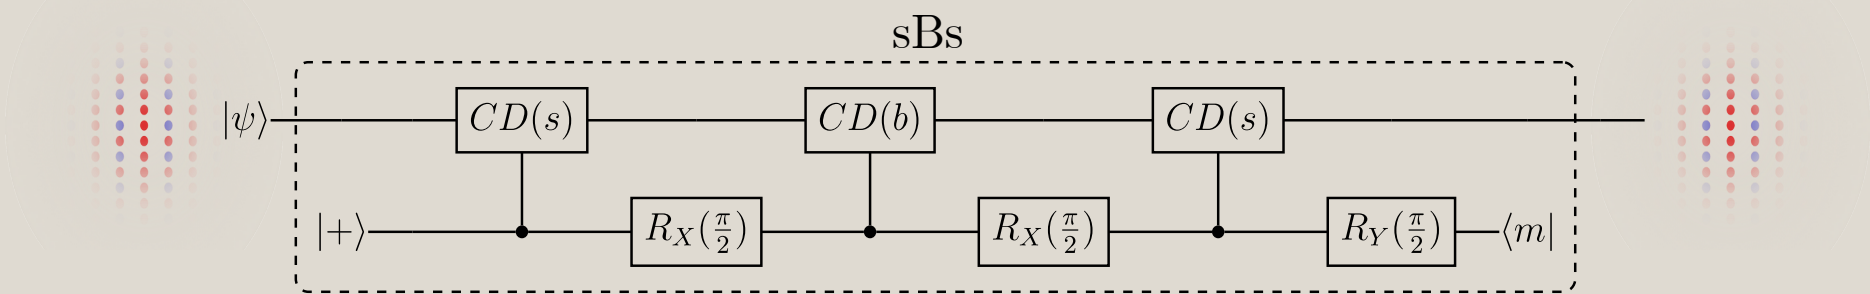 sBs
|ψ⟩ CD(s) CD(b) CD(s)
|+⟩ R_X(π/2) R_X(π/2) R_Y(π/2) ⟨m|